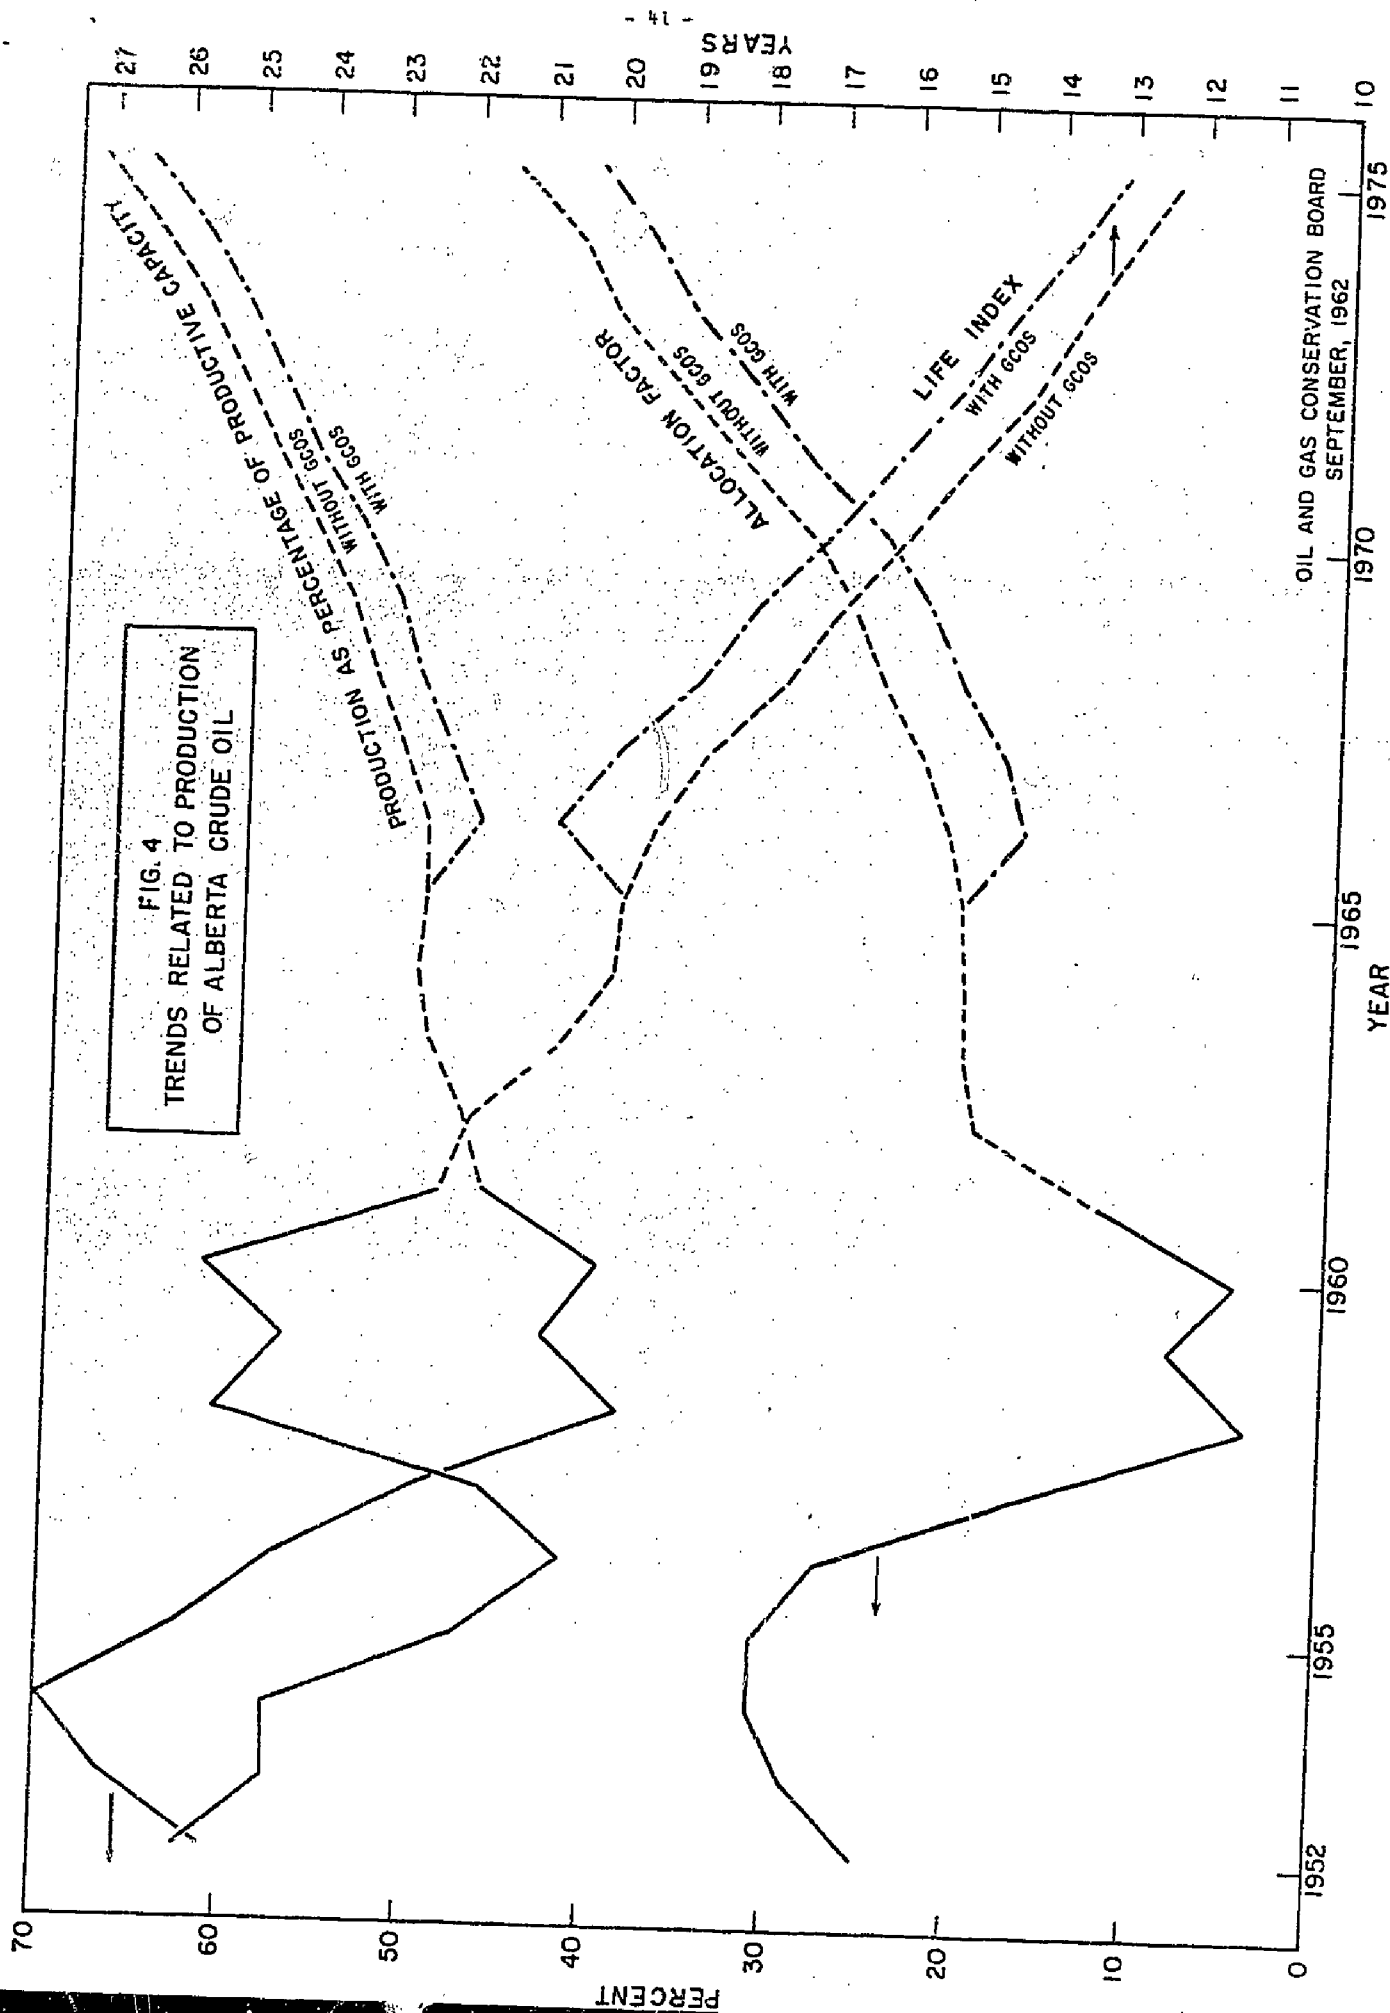 - 14 -
FIG. 4
TRENDS RELATED TO PRODUCTION
OF ALBERTA CRUDE OIL
PERCENT
70
60
50
40
30
20
10
0
YEARS
27
26
25
24
23
22
21
20
19
18
17
16
15
14
13
12
11
10
PRODUCTION AS PERCENTAGE OF PRODUCTIVE CAPACITY
WITHOUT GCOS
WITH GCOS
ALLOCATION FACTOR
WITHOUT GCOS
WITH GCOS
LIFE INDEX
WITH GCOS
WITHOUT GCOS
OIL AND GAS CONSERVATION BOARD
SEPTEMBER, 1962
1952
1955
1960
1965
1970
1975
YEAR